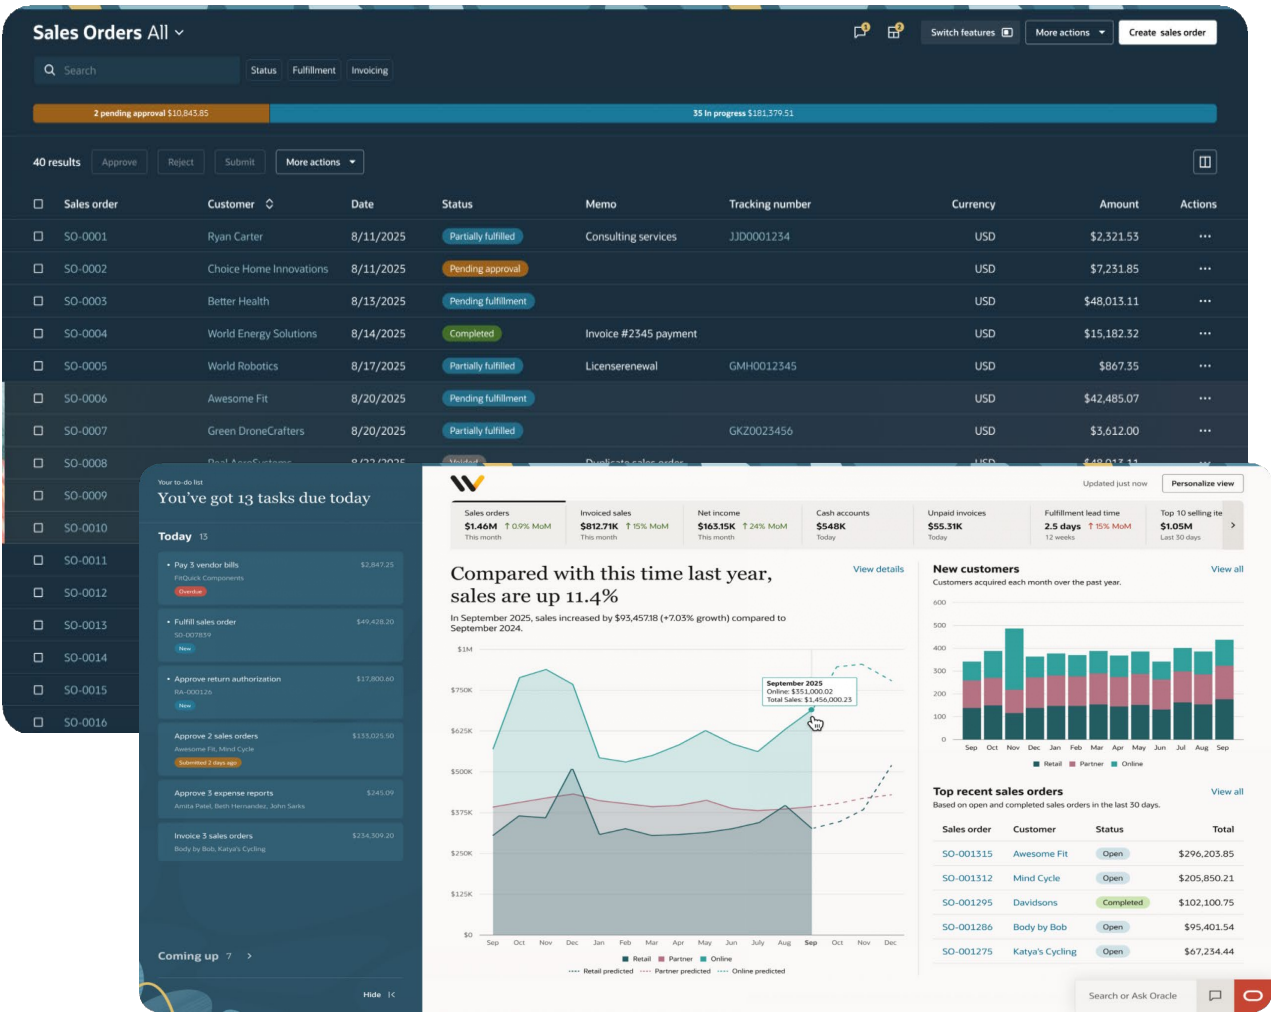 Sales Orders All
1
2
Switch features
More actions
Create sales order
Search
Status
Fulfillment
Invoicing
2 pending approval $10,843.85
35 In progress $181,379.51
40 results
Approve
Reject
Submit
More actions
Sales order Customer Date Status Memo Tracking number Currency Amount Actions
SO-0001 Ryan Carter 8/11/2025 Partially fulfilled Consulting services JJD0001234 USD $2,321.53
SO-0002 Choice Home Innovations 8/11/2025 Pending approval USD $7,231.85
SO-0003 Better Health 8/13/2025 Pending fulfillment USD $48,013.11
SO-0004 World Energy Solutions 8/14/2025 Completed Invoice #2345 payment USD $15,182.32
SO-0005 World Robotics 8/17/2025 Partially fulfilled Licenserenewal GMH0012345 USD $867.35
SO-0006 Awesome Fit 8/20/2025 Pending fulfillment USD $42,485.07
SO-0007 Green DroneCrafters 8/20/2025 Partially fulfilled GKZ0023456 USD $3,612.00
SO-0008 Real AeroSystems 8/22/2025 Voided Duplicate sales order USD $48,013.11
SO-0009
SO-0010
SO-0011
SO-0012
SO-0013
SO-0014
SO-0015
SO-0016
Your to-do list
You've got 13 tasks due today
Today 13
• Pay 3 vendor bills $2,847.25
FitQuick Components
Overdue
• Fulfill sales order $49,428.20
SO-007839
New
• Approve return authorization $17,800.60
RA-000126
New
Approve 2 sales orders $133,025.50
Awesome Fit, Mind Cycle
Submitted 2 days ago
Approve 3 expense reports $245.09
Amita Patel, Beth Hernandez, John Sarks
Invoice 3 sales orders $234,309.20
Body by Bob, Katya's Cycling
Coming up 7
Hide
Updated just now
Personalize view
Sales orders
$1.46M ↑ 0.9% MoM
This month
Invoiced sales
$812.71K ↑ 15% MoM
This month
Net income
$163.15K ↑ 24% MoM
This month
Cash accounts
$548K
Today
Unpaid invoices
$55.31K
Today
Fulfillment lead time
2.5 days ↑ 15% MoM
12 weeks
Top 10 selling ite
$1.05M
Last 30 days
Compared with this time last year,
sales are up 11.4%
View details
In September 2025, sales increased by $93,457.18 (+7.03% growth) compared to
September 2024.
$1M
$750K
$625K
$500K
$375K
$250K
$125K
$0
September 2025
Online: $351,000.02
Total Sales: $1,456,000.23
Sep Oct Nov Dec Jan Feb Mar Apr May Jun July Aug Sep Oct Nov Dec
Retail Partner Online
Retail predicted Partner predicted Online predicted
New customers
View all
Customers acquired each month over the past year.
600
500
400
300
200
100
0
Sep Oct Nov Dec Jan Feb Mar Apr May Jun Jul Aug Sep
Retail Partner Online
Top recent sales orders
View all
Based on open and completed sales orders in the last 30 days.
Sales order Customer Status Total
SO-001315 Awesome Fit Open $296,203.85
SO-001312 Mind Cycle Open $205,850.21
SO-001295 Davidsons Completed $102,100.75
SO-001286 Body by Bob Open $95,401.54
SO-001275 Katya's Cycling Open $67,234.44
Search or Ask Oracle